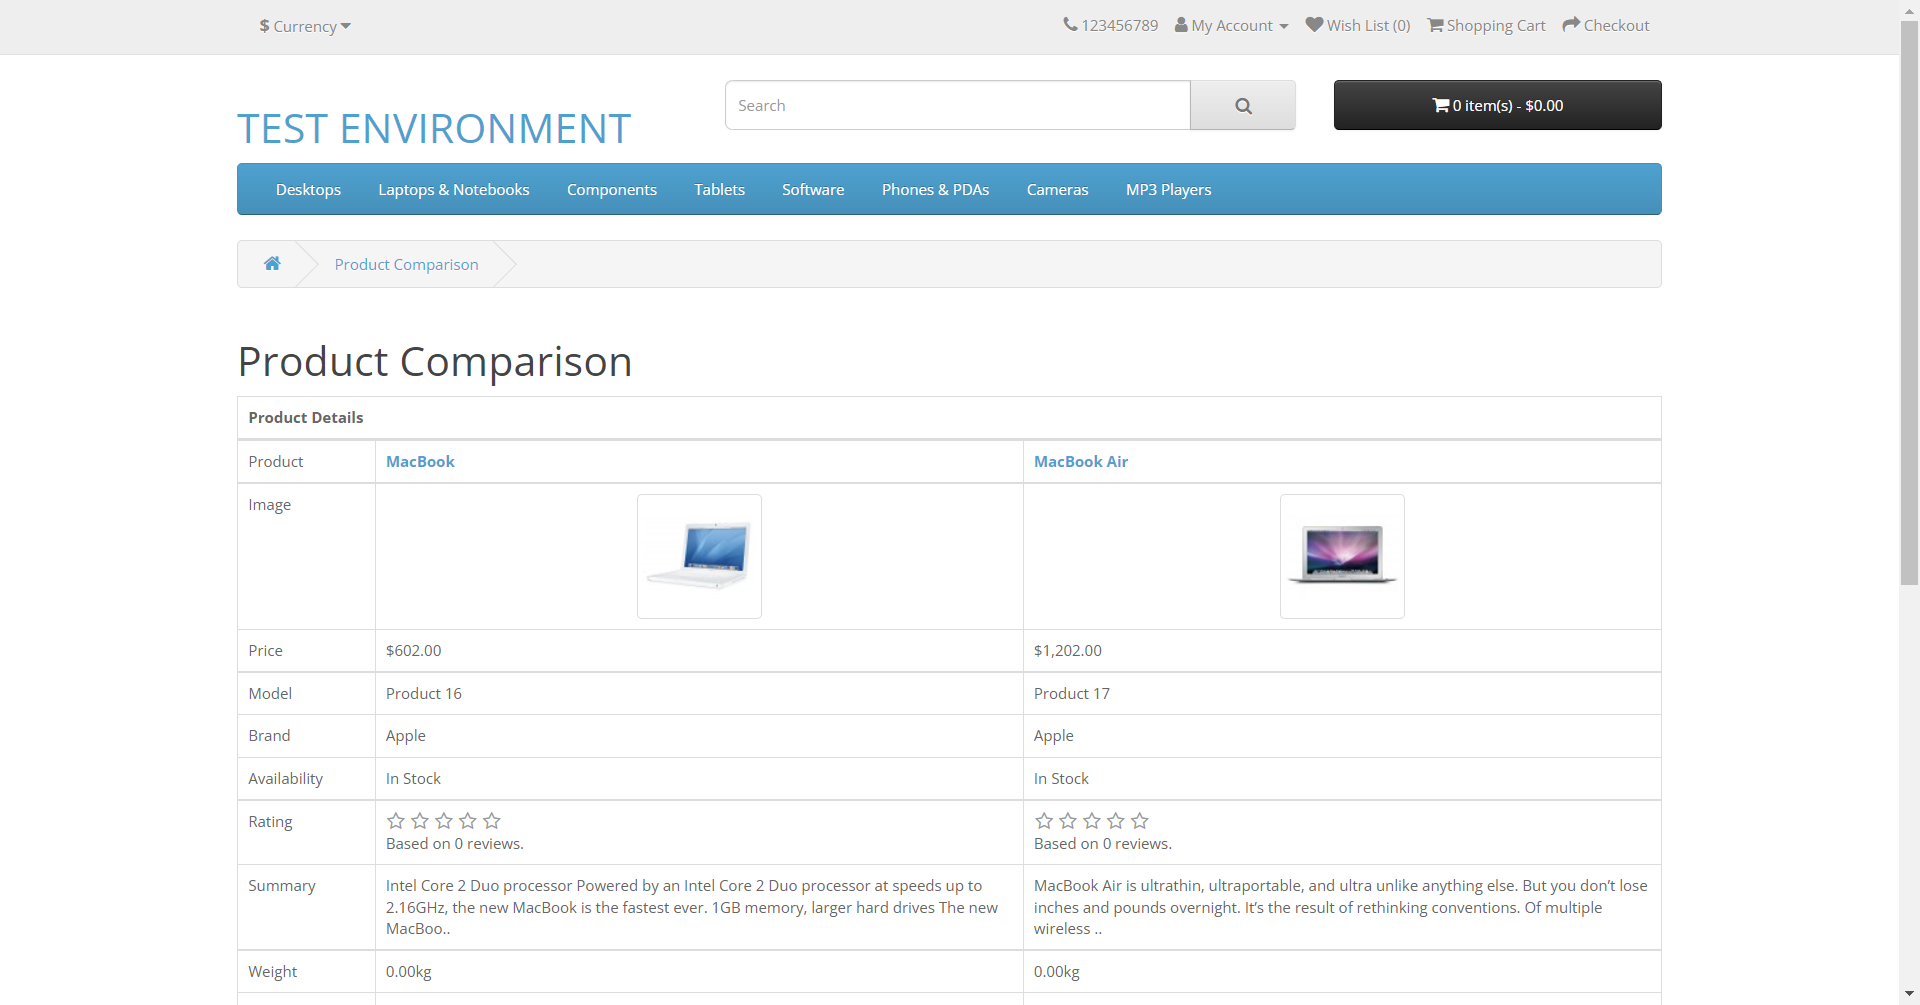 $ Currency
123456789 My Account Wish List (0) Shopping Cart Checkout
TEST ENVIRONMENT
Search
0 item(s) - $0.00
Desktops Laptops & Notebooks Components Tablets Software Phones & PDAs Cameras MP3 Players
Product Comparison
Product Comparison
Product Details
Product MacBook MacBook Air
Image
Price $602.00 $1,202.00
Model Product 16 Product 17
Brand Apple Apple
Availability In Stock In Stock
Rating
Based on 0 reviews. Based on 0 reviews.
Summary
Intel Core 2 Duo processor Powered by an Intel Core 2 Duo processor at speeds up to
2.16GHz, the new MacBook is the fastest ever. 1GB memory, larger hard drives The new
MacBoo..
MacBook Air is ultrathin, ultraportable, and ultra unlike anything else. But you don’t lose
inches and pounds overnight. It’s the result of rethinking conventions. Of multiple
wireless ..
Weight 0.00kg 0.00kg